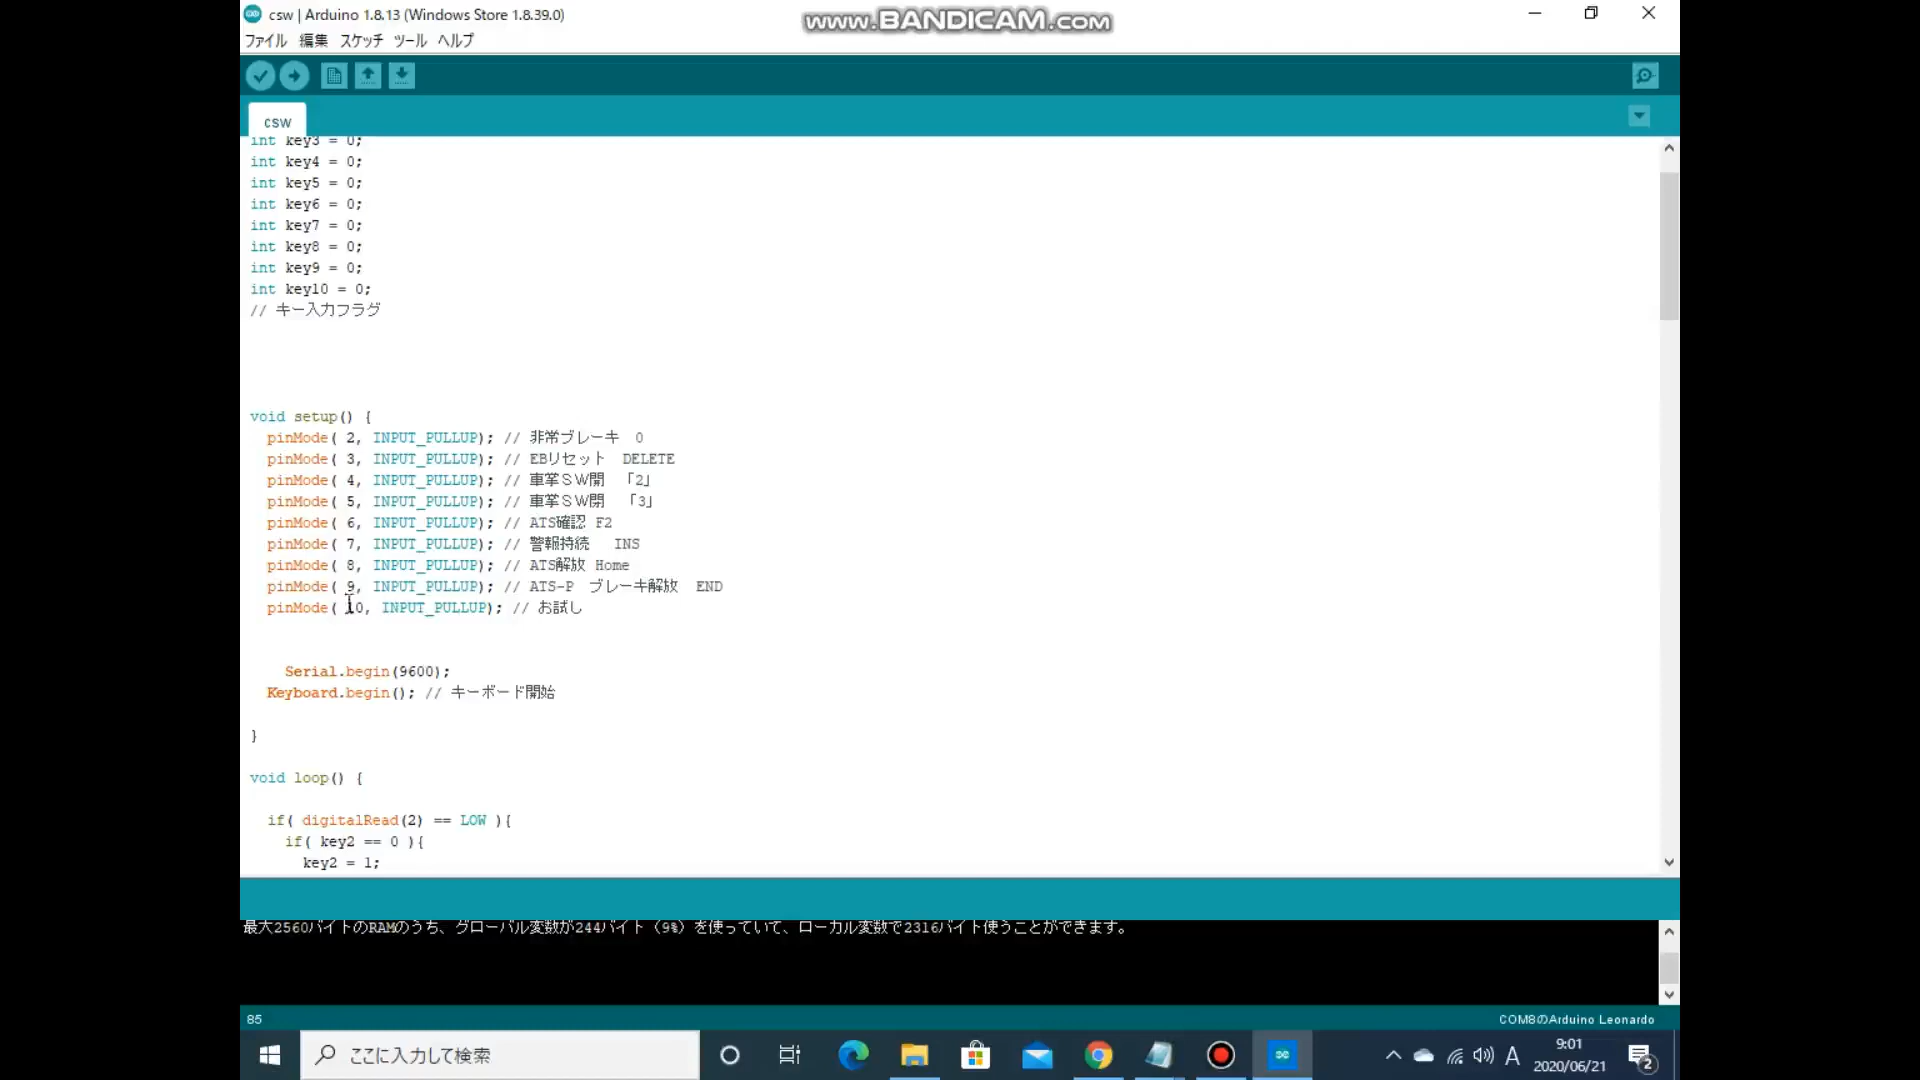 csw | Arduino 1.8.13 (Windows Store 1.8.39.0)
www.BANDICAM.com
ファイル 編集 スケッチ ツール ヘルプ
csw
int key3 = 0;
int key4 = 0;
int key5 = 0;
int key6 = 0;
int key7 = 0;
int key8 = 0;
int key9 = 0;
int key10 = 0;
// キー入力フラグ
void setup() {
pinMode( 2, INPUT_PULLUP); // 非常ブレーキ 0
pinMode( 3, INPUT_PULLUP); // EBリセット DELETE
pinMode( 4, INPUT_PULLUP); // 車掌ＳＷ開 「2」
pinMode( 5, INPUT_PULLUP); // 車掌ＳＷ閉 「3」
pinMode( 6, INPUT_PULLUP); // ATS確認 F2
pinMode( 7, INPUT_PULLUP); // 警報持続 INS
pinMode( 8, INPUT_PULLUP); // ATS解放 Home
pinMode( 9, INPUT_PULLUP); // ATS-P ブレーキ解放 END
pinMode( 10, INPUT_PULLUP); // お試し
Serial.begin(9600);
Keyboard.begin(); // キーボード開始
}
void loop() {
if( digitalRead(2) == LOW ){
if( key2 == 0 ){
key2 = 1;
最大2560バイトのRAMのうち、グローバル変数が244バイト（9%）を使っていて、ローカル変数で2316バイト使うことができます。
85
COM8のArduino Leonardo
ここに入力して検索
A
9:01
2020/06/21
2